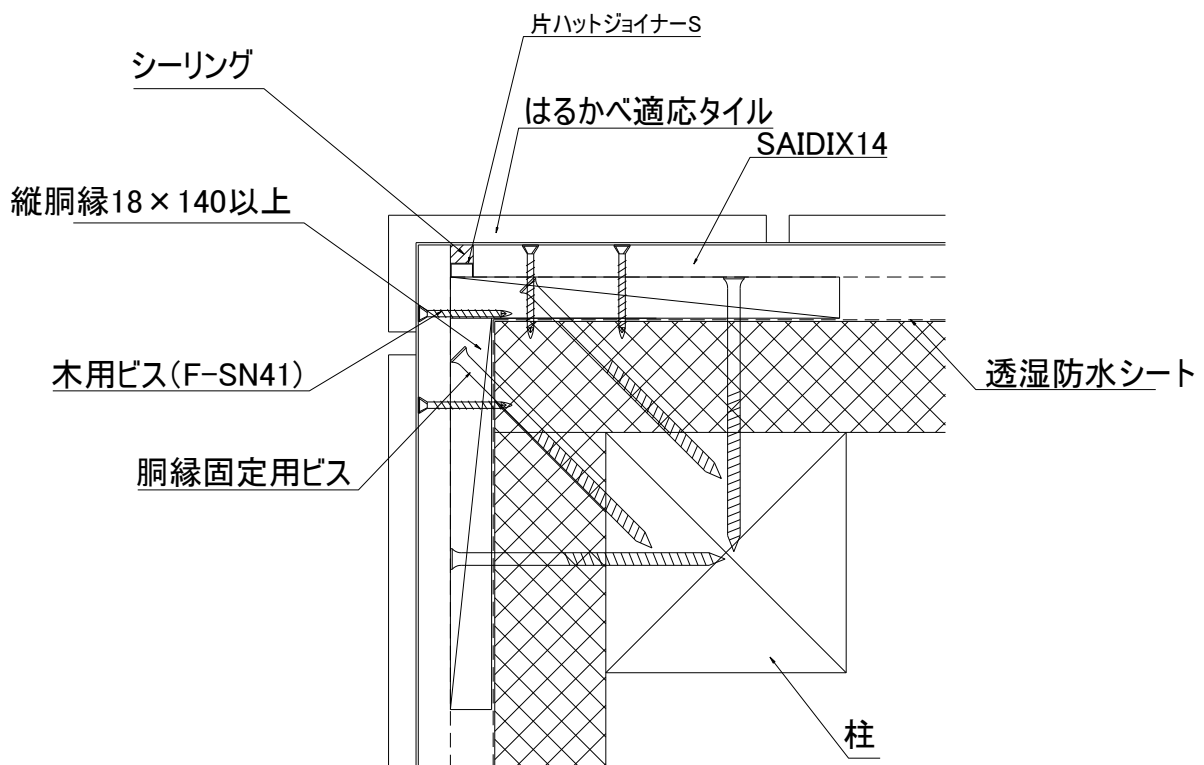 片ハットジョイナーS
シーリング
はるかべ適応タイル
SAIDIX14
縦胴縁18×140以上
木用ビス(F-SN41)
透湿防水シート
胴縁固定用ビス
柱